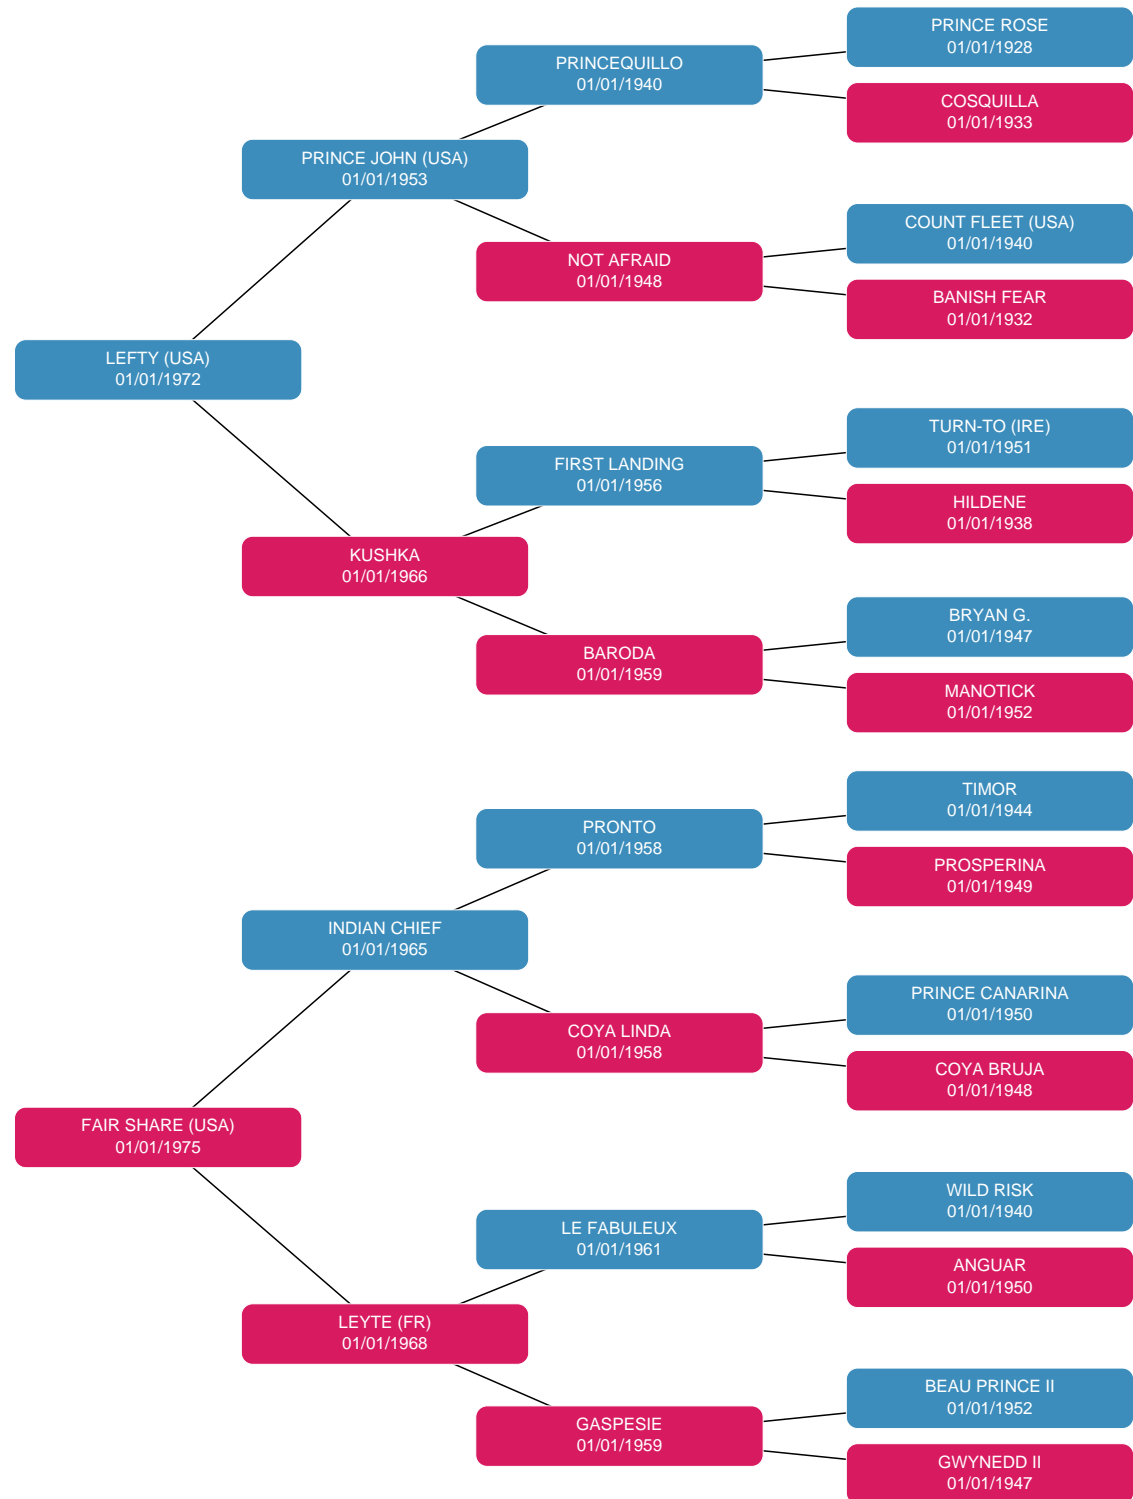 PRINCE ROSE
01/01/1928
PRINCEQUILLO
01/01/1940
COSQUILLA
01/01/1933
PRINCE JOHN (USA)
01/01/1953
COUNT FLEET (USA)
01/01/1940
NOT AFRAID
01/01/1948
BANISH FEAR
01/01/1932
LEFTY (USA)
01/01/1972
TURN-TO (IRE)
01/01/1951
FIRST LANDING
01/01/1956
HILDENE
01/01/1938
KUSHKA
01/01/1966
BRYAN G.
01/01/1947
BARODA
01/01/1959
MANOTICK
01/01/1952
TIMOR
01/01/1944
PRONTO
01/01/1958
PROSPERINA
01/01/1949
INDIAN CHIEF
01/01/1965
PRINCE CANARINA
01/01/1950
COYA LINDA
01/01/1958
COYA BRUJA
01/01/1948
FAIR SHARE (USA)
01/01/1975
WILD RISK
01/01/1940
LE FABULEUX
01/01/1961
ANGUAR
01/01/1950
LEYTE (FR)
01/01/1968
BEAU PRINCE II
01/01/1952
GASPESIE
01/01/1959
GWYNEDD II
01/01/1947